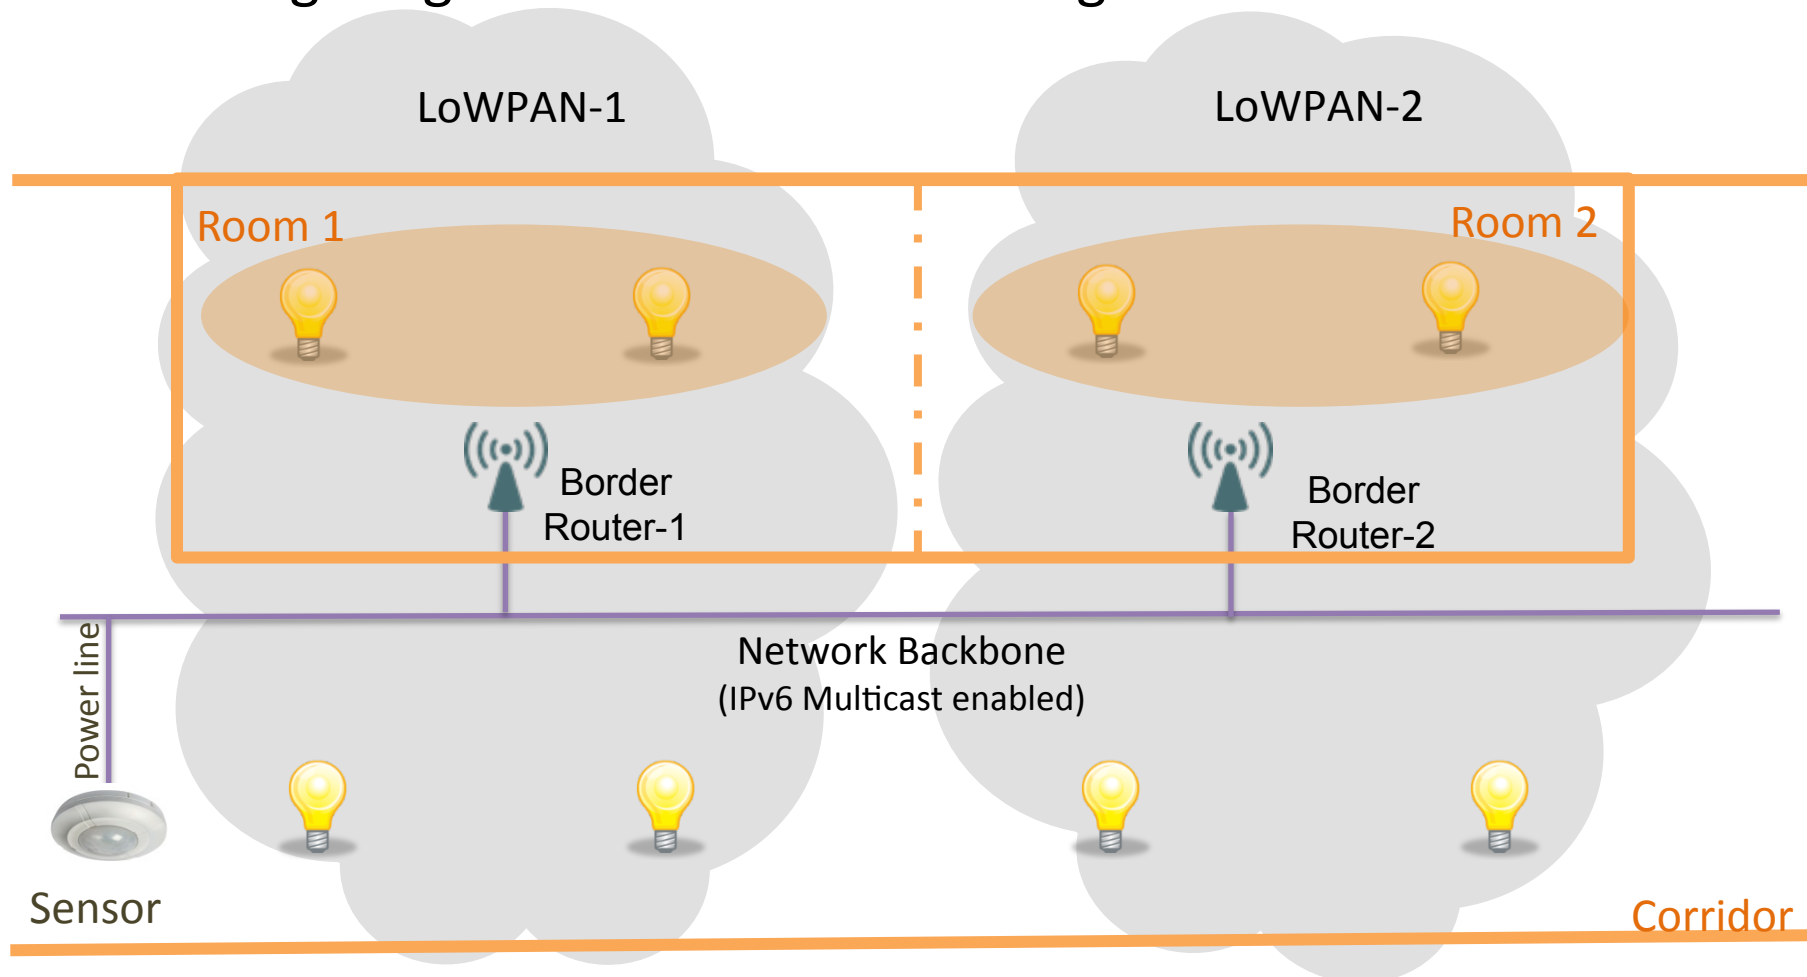 LoWPAN-1
LoWPAN-2
Room 1
Room 2
Border
Router-1
Border
Router-2
Power line
Network Backbone
(IPv6 Multicast enabled)
Sensor
Corridor